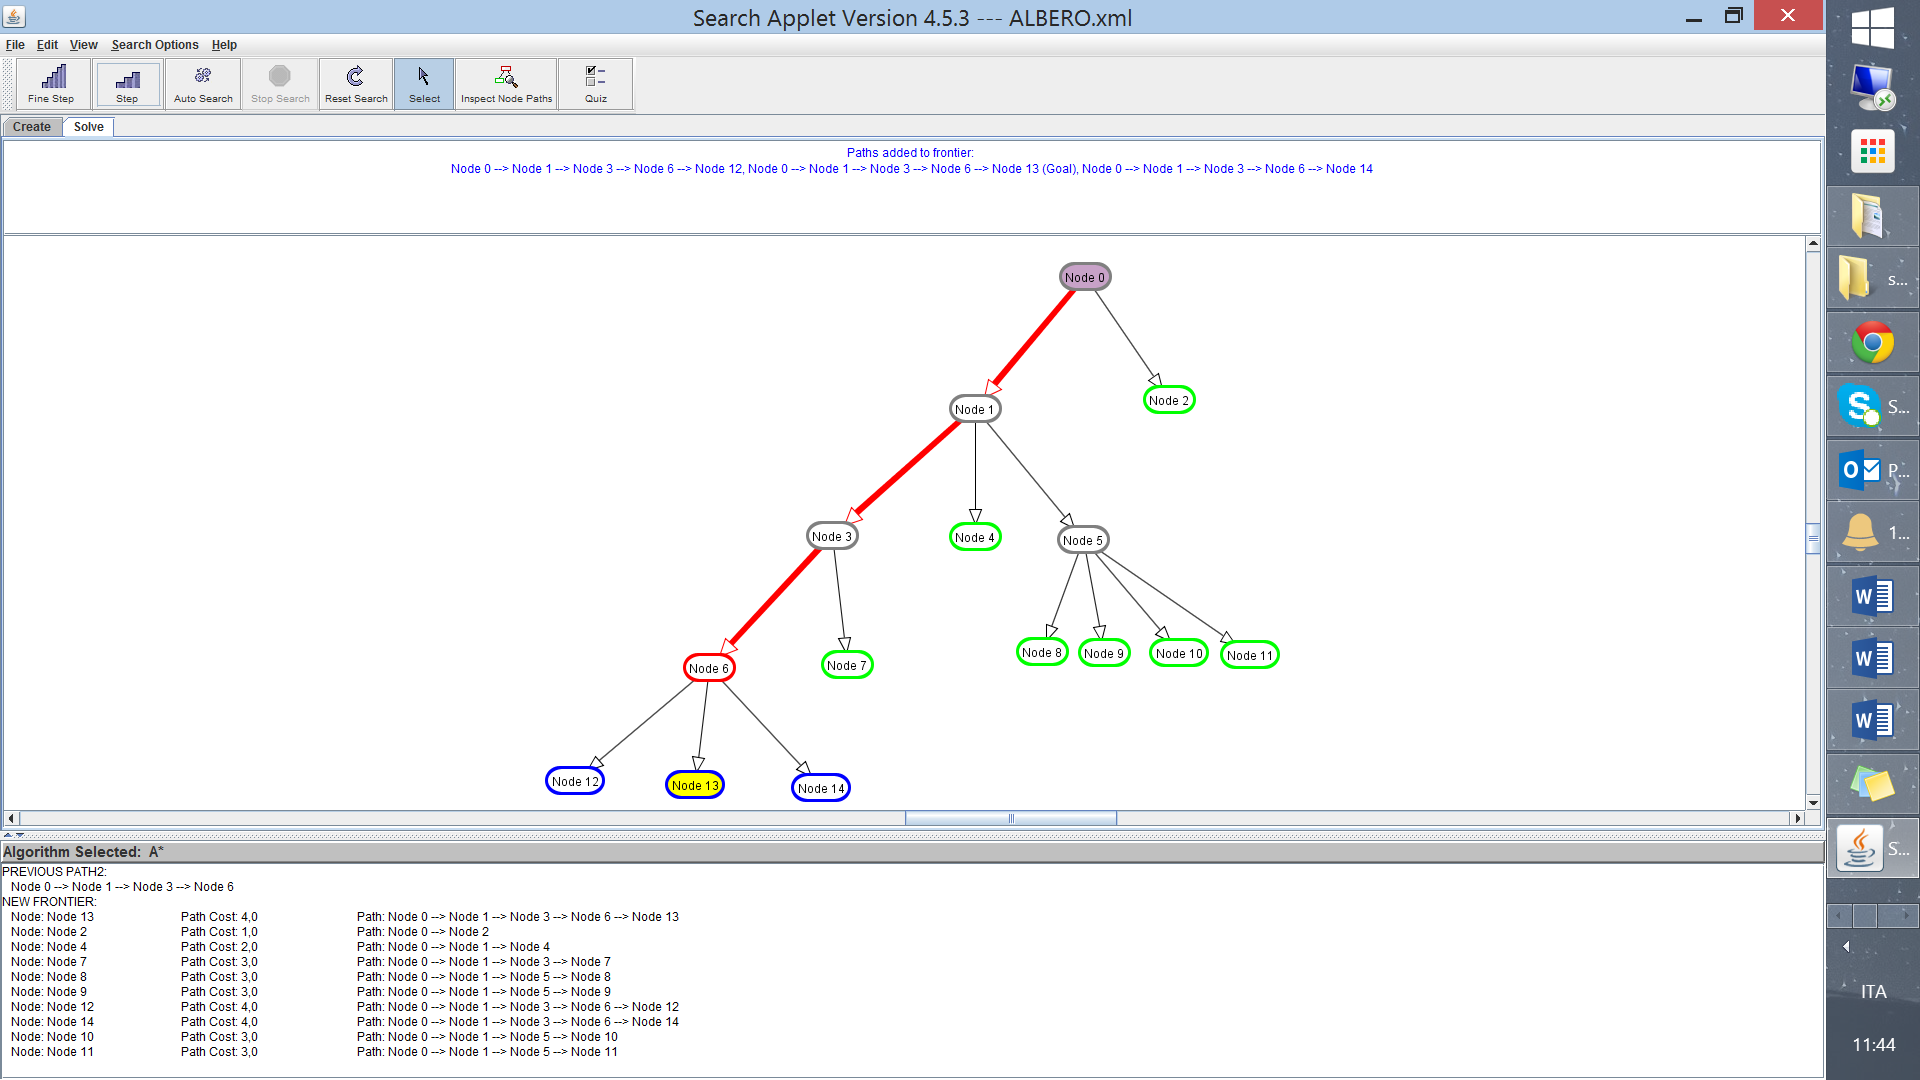 Search Applet Version 4.5.3 --- ALBERO.xml
File Edit View Search Options Help
Fine Step Step Auto Search Stop Search Reset Search Select Inspect Node Paths Quiz
Create Solve
Paths added to frontier:
Node 0 --> Node 1 --> Node 3 --> Node 6 --> Node 12, Node 0 --> Node 1 --> Node 3 --> Node 6 --> Node 13 (Goal), Node 0 --> Node 1 --> Node 3 --> Node 6 --> Node 14
Node 0
Node 2
Node 1
Node 3
Node 4
Node 5
Node 6
Node 7
Node 8
Node 9
Node 10
Node 11
Node 12
Node 13
Node 14
Algorithm Selected: A*
PREVIOUS PATH2:
Node 0 --> Node 1 --> Node 3 --> Node 6
NEW FRONTIER:
Node: Node 13 Path Cost: 4,0 Path: Node 0 --> Node 1 --> Node 3 --> Node 6 --> Node 13
Node: Node 2 Path Cost: 1,0 Path: Node 0 --> Node 2
Node: Node 4 Path Cost: 2,0 Path: Node 0 --> Node 1 --> Node 4
Node: Node 7 Path Cost: 3,0 Path: Node 0 --> Node 1 --> Node 3 --> Node 7
Node: Node 8 Path Cost: 3,0 Path: Node 0 --> Node 1 --> Node 5 --> Node 8
Node: Node 9 Path Cost: 3,0 Path: Node 0 --> Node 1 --> Node 5 --> Node 9
Node: Node 12 Path Cost: 4,0 Path: Node 0 --> Node 1 --> Node 3 --> Node 6 --> Node 12
Node: Node 14 Path Cost: 4,0 Path: Node 0 --> Node 1 --> Node 3 --> Node 6 --> Node 14
Node: Node 10 Path Cost: 3,0 Path: Node 0 --> Node 1 --> Node 5 --> Node 10
Node: Node 11 Path Cost: 3,0 Path: Node 0 --> Node 1 --> Node 5 --> Node 11
s...
S...
P...
1...
S...
ITA
11:44